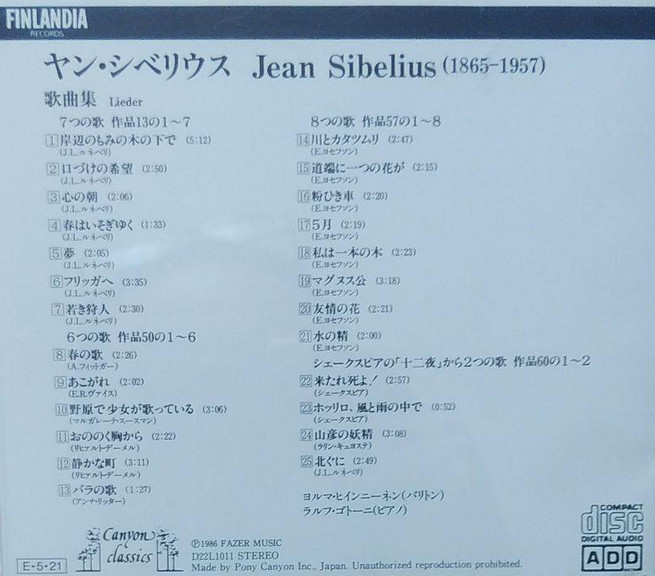 FINLANDIA
RECORDS
ヤン・シベリウス Jean Sibelius (1865-1957)
歌曲集 Lieder
7つの歌 作品13の1〜7
1 岸辺のもみの木の下で (5:12)
(J.L.ルネベリ)
2 口づけの希望 (2:50)
(J.L.ルネベリ)
3 心の朝 (2:06)
(J.L.ルネベリ)
4 春はいそぎゆく (1:33)
(J.L.ルネベリ)
5 夢 (2:05)
(J.L.ルネベリ)
6 フリッガへ (3:35)
(J.L.ルネベリ)
7 若き狩人 (2:30)
(J.L.ルネベリ)
6つの歌 作品50の1〜6
8 春の歌 (2:26)
(A.フィットガー)
9 あこがれ (2:02)
(E.R.ヴァイス)
10 野原で少女が歌っている (3:06)
(マルガレーテ・スースマン)
11 おののく胸から (2:22)
(リヒァルト・デーメル)
12 静かな町 (3:11)
(リヒァルト・デーメル)
13 バラの歌 (1:27)
(アンナ・リッター)
8つの歌 作品57の1〜8
14 川とカタツムリ (2:47)
(E.ヨセフソン)
15 道端に一つの花が (2:15)
(E.ヨセフソン)
16 粉ひき車 (2:20)
(E.ヨセフソン)
17 5月 (2:19)
(E.ヨセフソン)
18 私は一本の木 (2:23)
(E.ヨセフソン)
19 マグヌス公 (3:18)
(E.ヨセフソン)
20 友情の花 (2:21)
(E.ヨセフソン)
21 水の精 (2:00)
(E.ヨセフソン)
シェークスピアの「十二夜」から2つの歌 作品60の1〜2
22 来たれ死よ! (2:57)
(シェークスピア)
23 ホッリロ、風と雨の中で (0:52)
(シェークスピア)
24 山彦の妖精 (3:08)
(ラリン・キュヨスティ)
25 北ぐに (2:49)
(J.L.ルネベリ)
ヨルマ・ヒインニーネン(バリトン)
ラルフ・ゴトーニ(ピアノ)
E・5・21
Canyon
classics
Ⓟ1986 FAZER MUSIC
D22L1011 STEREO
Made by Pony Canyon Inc., Japan. Unauthorized reproduction prohibited.
COMPACT
disc
DIGITAL AUDIO
ADD